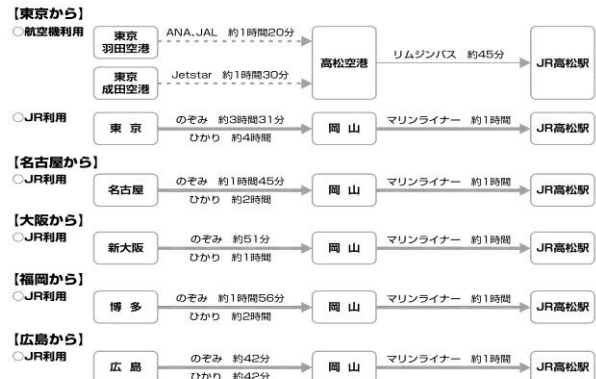 【東京から】
○航空機利用
東京
羽田空港
ANA、JAL 約1時間20分
東京
成田空港
Jetstar 約1時間30分
高松空港
リムジンバス 約45分
JR高松駅
○JR利用
東 京
のぞみ 約3時間31分
ひかり 約4時間
岡 山
マリンライナー 約1時間
JR高松駅
【名古屋から】
○JR利用
名古屋
のぞみ 約1時間45分
ひかり 約2時間
岡 山
マリンライナー 約1時間
JR高松駅
【大阪から】
○JR利用
新大阪
のぞみ 約51分
ひかり 約1時間
岡 山
マリンライナー 約1時間
JR高松駅
【福岡から】
○JR利用
博 多
のぞみ 約1時間56分
ひかり 約2時間
岡 山
マリンライナー 約1時間
JR高松駅
【広島から】
○JR利用
広 島
のぞみ 約42分
ひかり 約42分
岡 山
マリンライナー 約1時間
JR高松駅